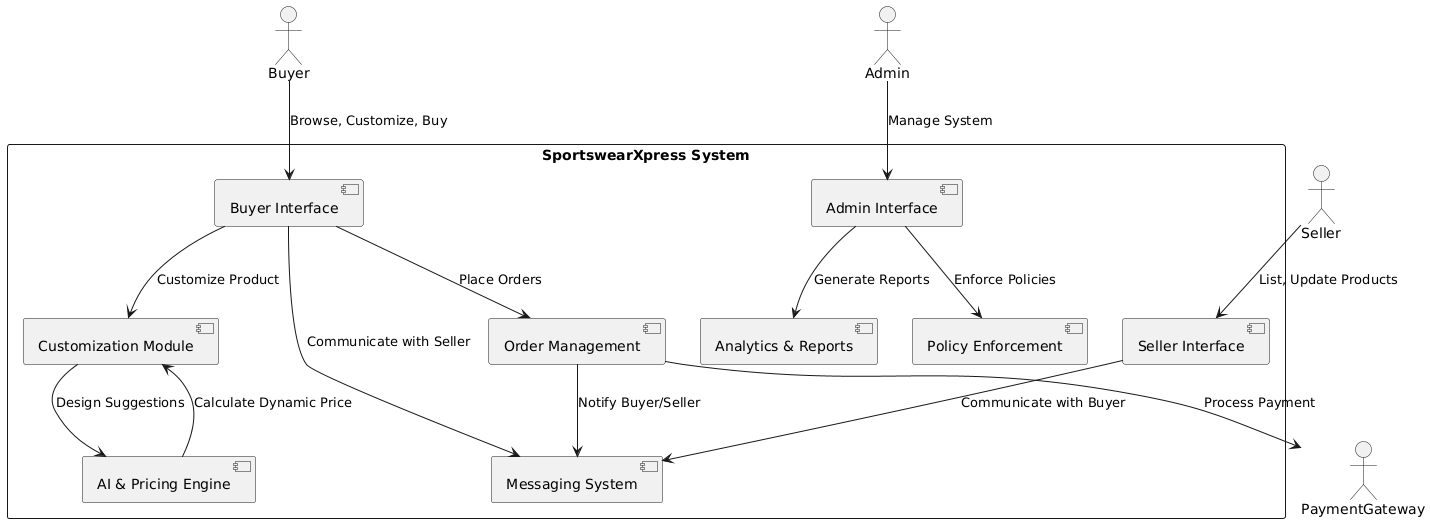 Buyer
Admin
Browse, Customize, Buy
Manage System
SportswearXpress System
Buyer Interface
Admin Interface
Seller
Customize Product
Place Orders
Generate Reports
Enforce Policies
List, Update Products
Customization Module
Communicate with Seller
Order Management
Analytics & Reports
Policy Enforcement
Seller Interface
Design Suggestions
Calculate Dynamic Price
Notify Buyer/Seller
Communicate with Buyer
Process Payment
AI & Pricing Engine
Messaging System
PaymentGateway